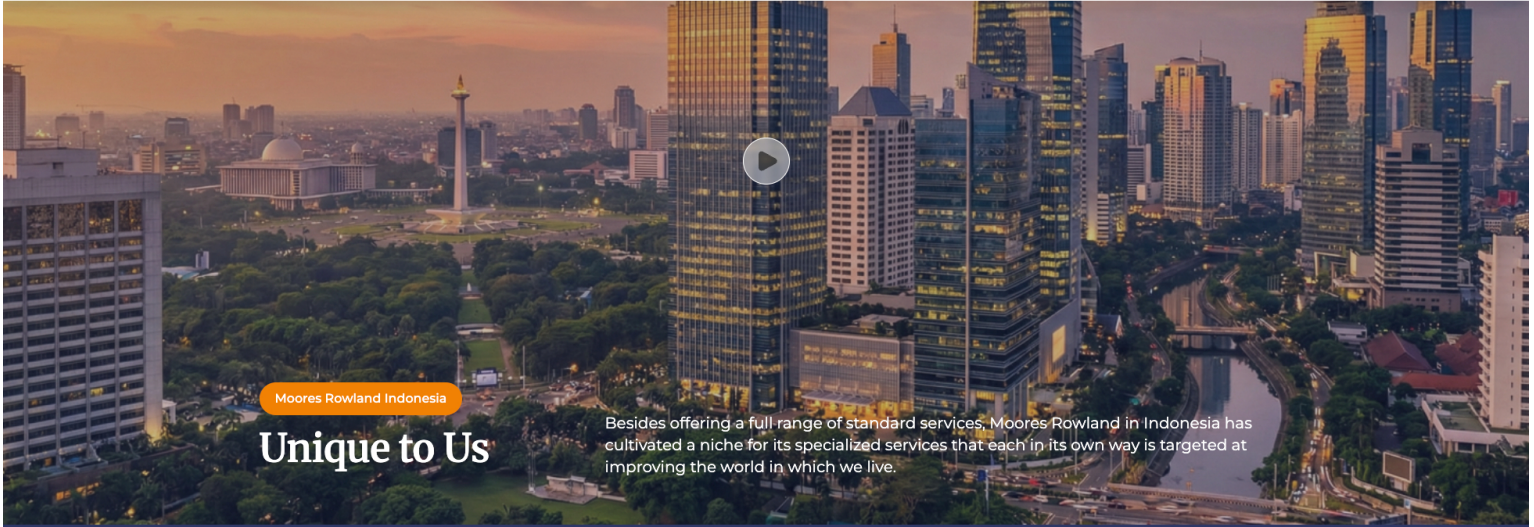 Moores Rowland Indonesia
Unique to Us
Besides offering a full range of standard services, Moores Rowland in Indonesia has
cultivated a niche for its specialized services that each in its own way is targeted at
improving the world in which we live.